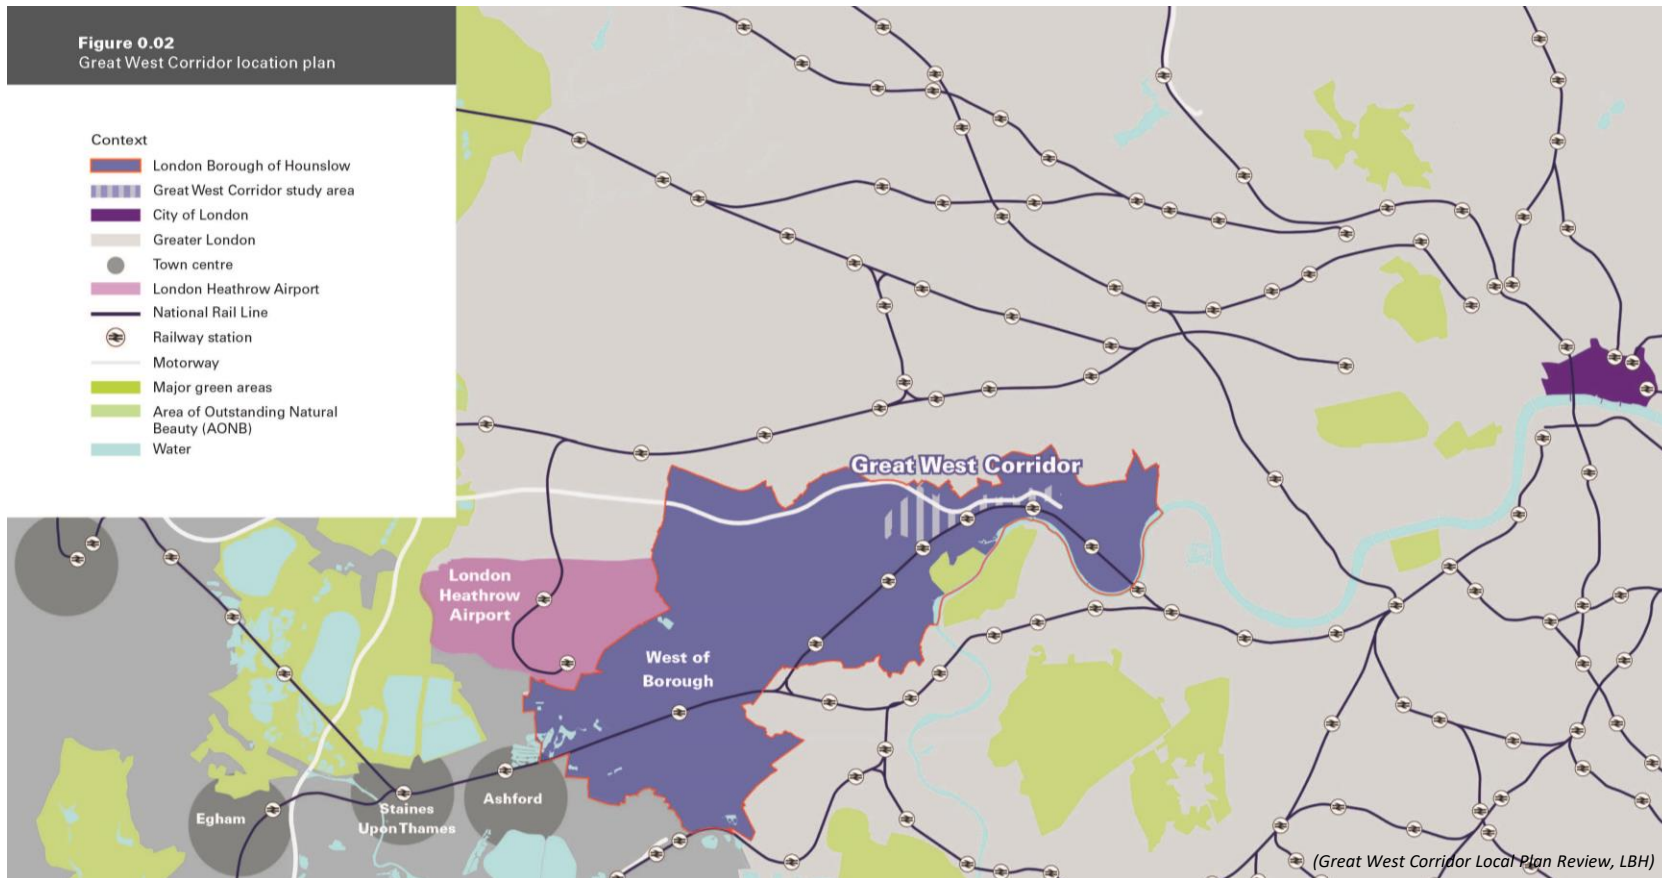 Figure 0.02
Great West Corridor location plan
Context
London Borough of Hounslow
Great West Corridor study area
City of London
Greater London
Town centre
London Heathrow Airport
National Rail Line
Railway station
Motorway
Major green areas
Area of Outstanding Natural
Beauty (AONB)
Water
Great West Corridor
London
Heathrow
Airport
West of
Borough
Egham
Staines
Upon Thames
Ashford
(Great West Corridor Local Plan Review, LBH)